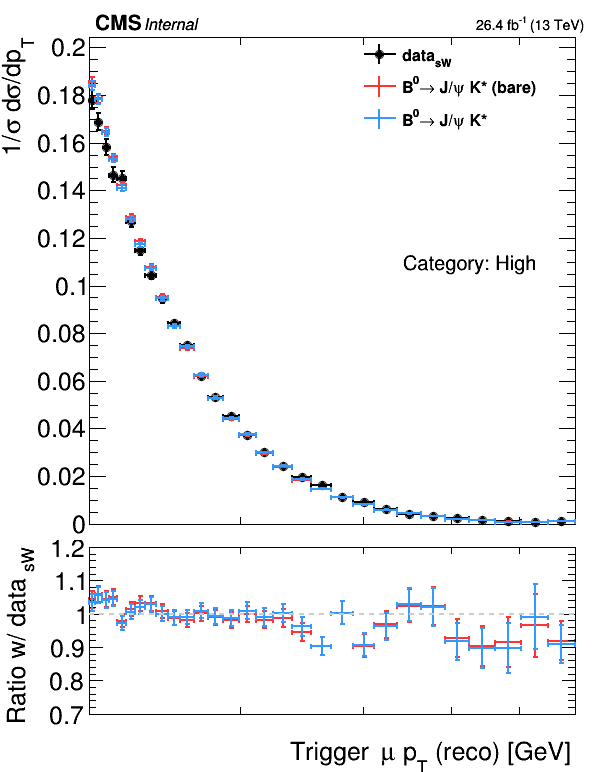 CMS Internal 26.4 fb⁻¹ (13 TeV)
1/σ dσ/dp_T
0.2
0.18
0.16
0.14
0.12
0.1
0.08
0.06
0.04
0.02
0
data_sW
B⁰→ J/ψ K* (bare)
B⁰→ J/ψ K*
Category: High
Ratio w/ data _sW
1.2
1.1
1
0.9
0.8
0.7
Trigger μ p_T (reco) [GeV]